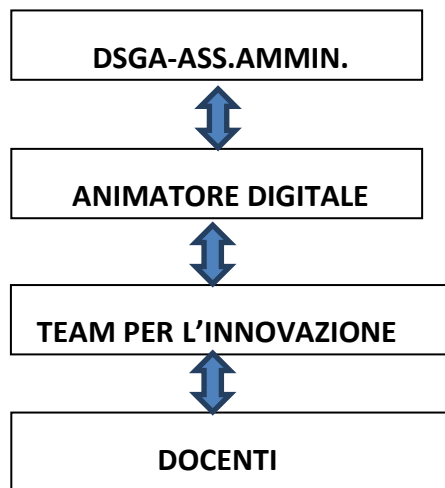 DSGA-ASS.AMMIN.
ANIMATORE DIGITALE
TEAM PER L’INNOVAZIONE
DOCENTI